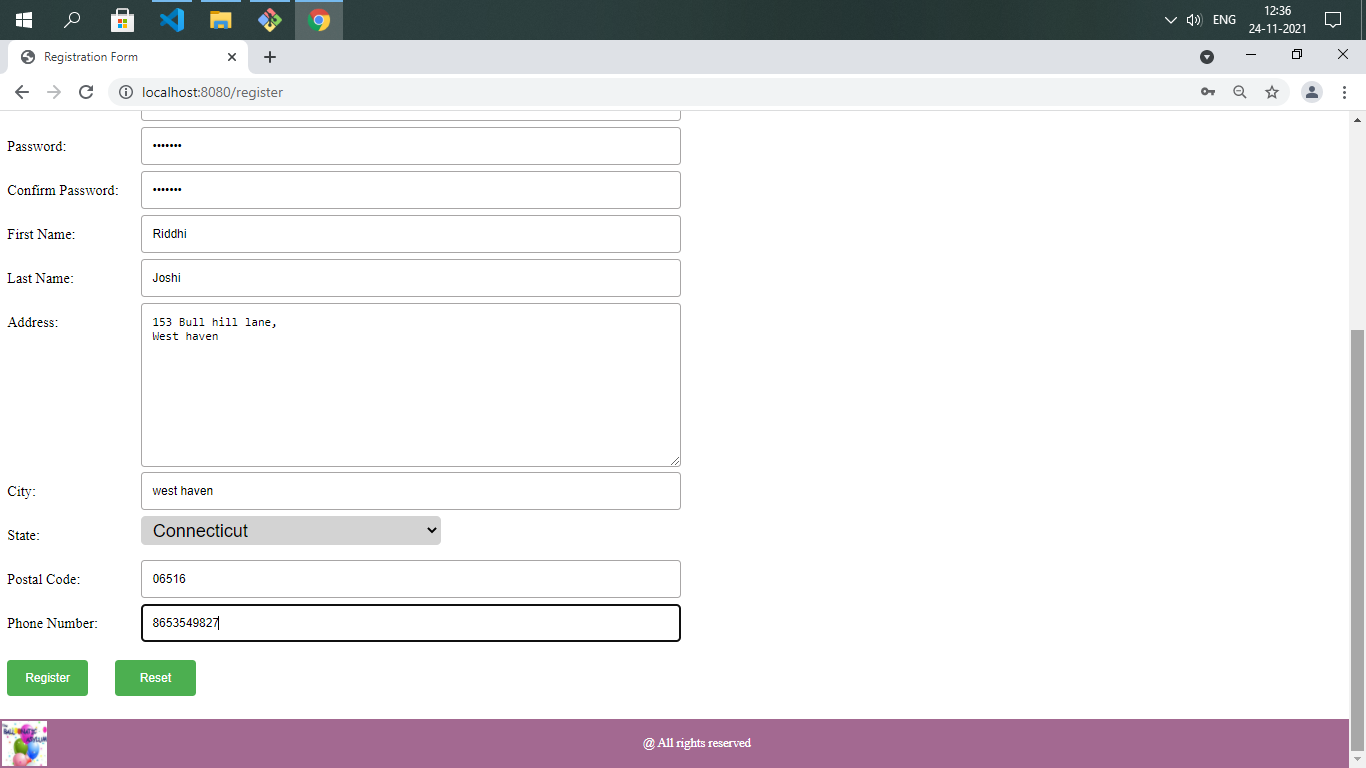 ENG
12:36
24-11-2021
Registration Form
localhost:8080/register
Password:
•••••••
Confirm Password:
•••••••
First Name:
Riddhi
Last Name:
Joshi
Address:
153 Bull hill lane,
West haven
City:
west haven
State:
Connecticut
Postal Code:
06516
Phone Number:
8653549827
Register
Reset
@ All rights reserved